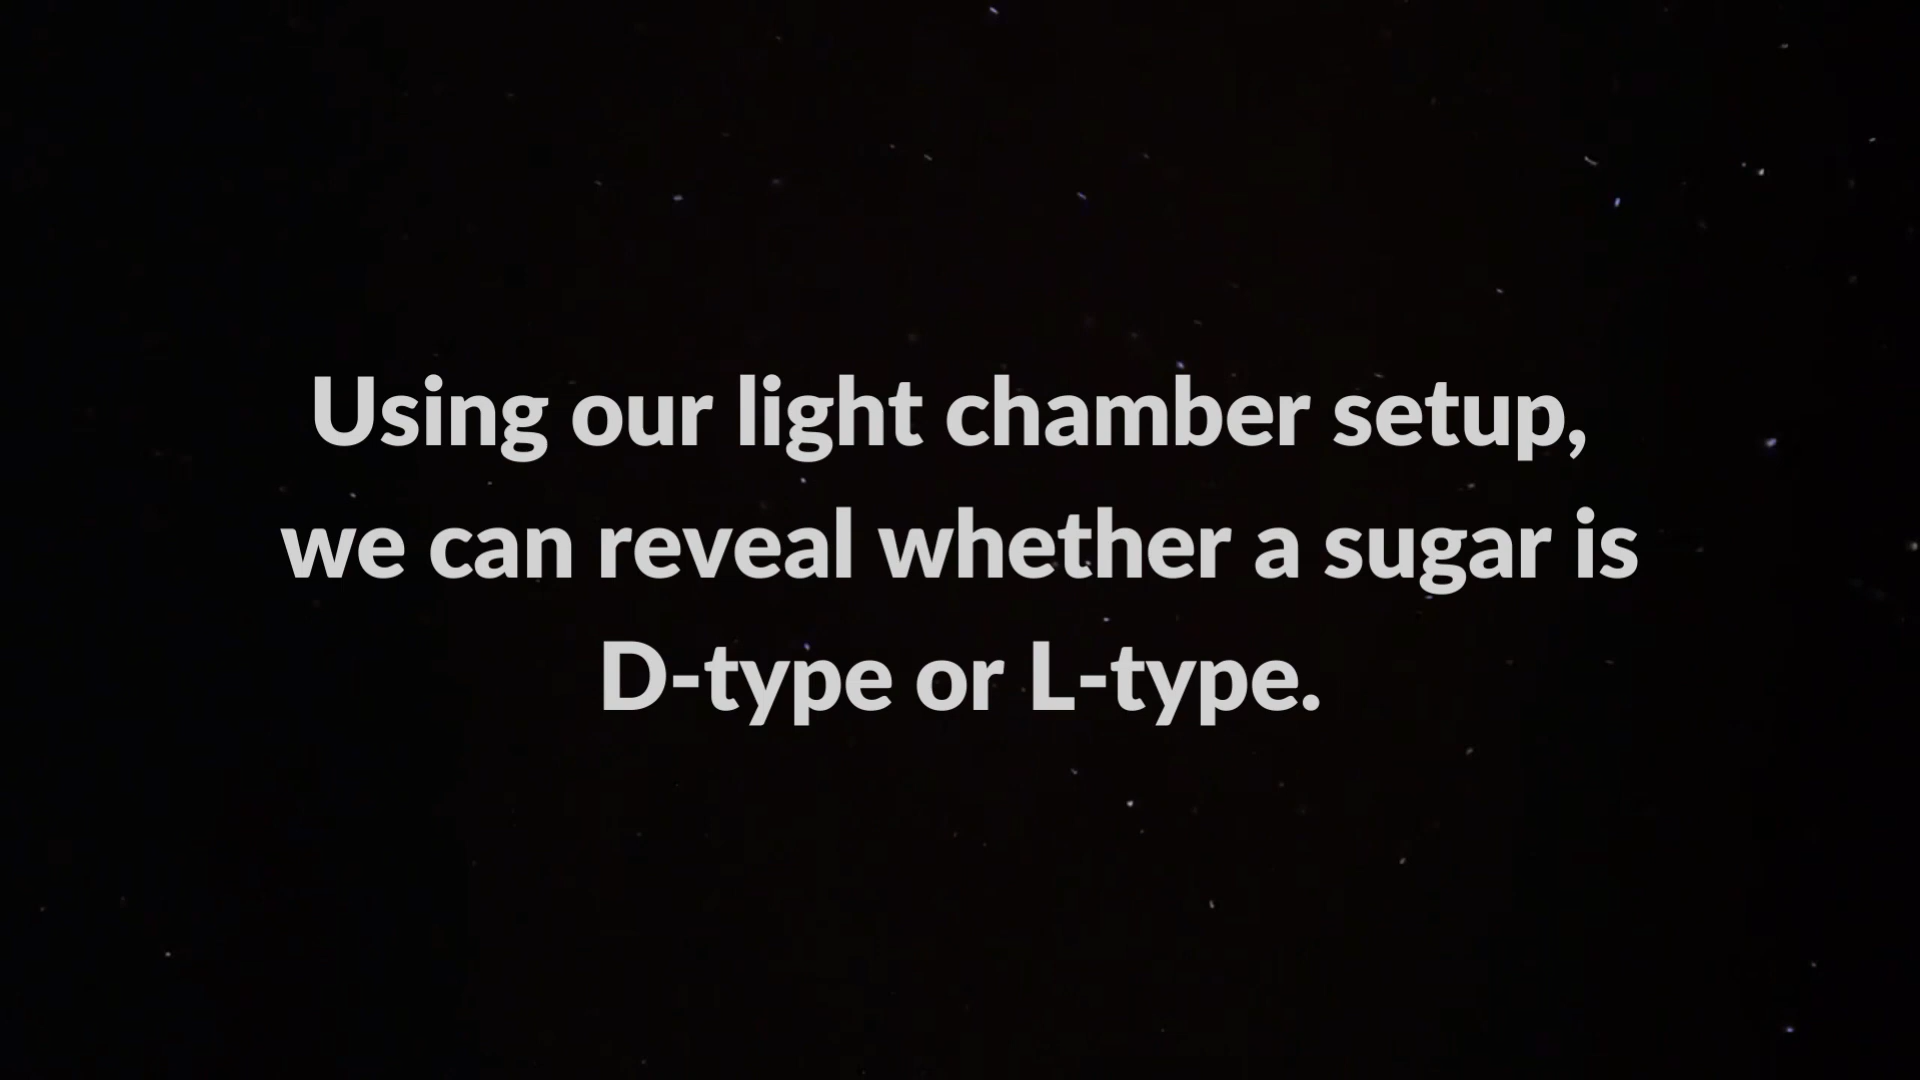 Using our light chamber setup,
we can reveal whether a sugar is
D-type or L-type.